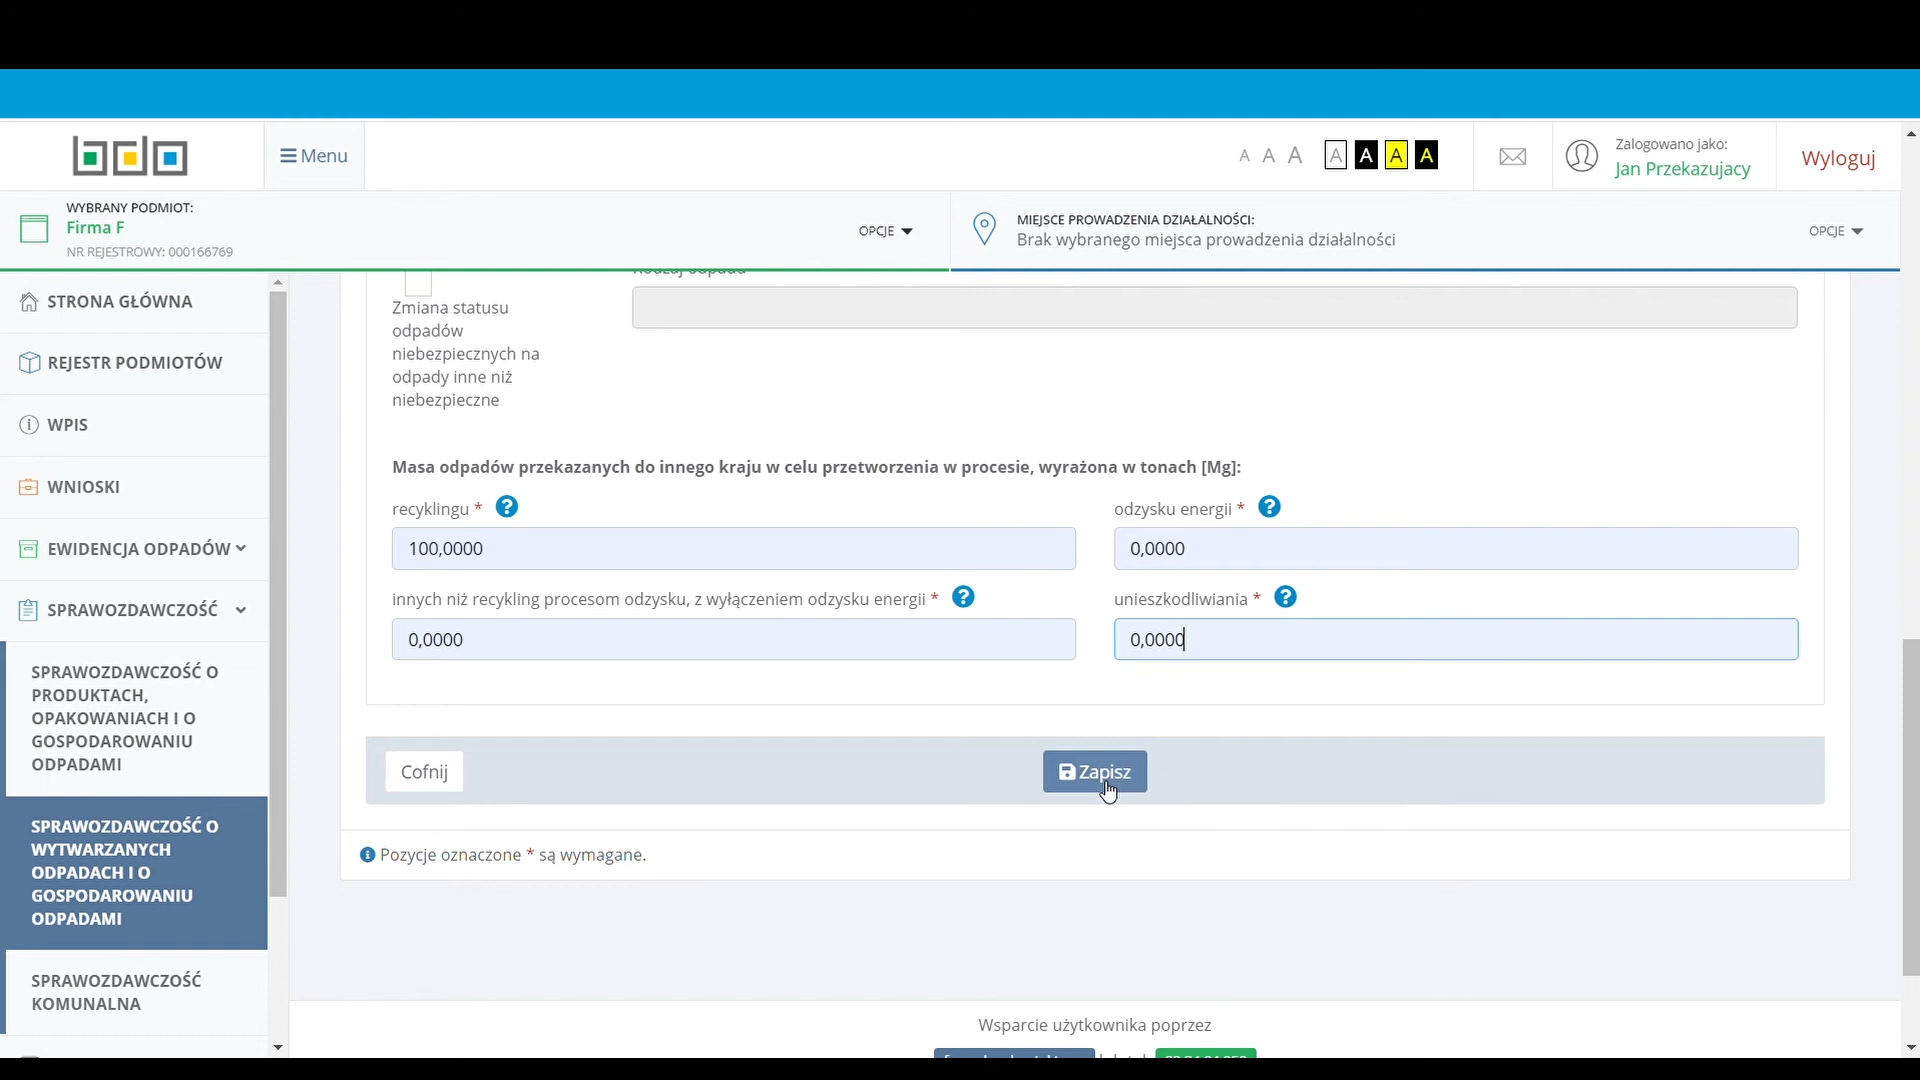 bdo
Menu
A A A A A A A
Zalogowano jako:
Jan Przekazujacy
Wyloguj
WYBRANY PODMIOT:
Firma F
NR REJESTROWY: 000166769
OPCJE
MIEJSCE PROWADZENIA DZIAŁALNOŚCI:
Brak wybranego miejsca prowadzenia działalności
OPCJE
STRONA GŁÓWNA
REJESTR PODMIOTÓW
WPIS
WNIOSKI
EWIDENCJA ODPADÓW
SPRAWOZDAWCZOŚĆ
SPRAWOZDAWCZOŚĆ O
PRODUKTACH,
OPAKOWANIACH I O
GOSPODAROWANIU
ODPADAMI
SPRAWOZDAWCZOŚĆ O
WYTWARZANYCH
ODPADACH I O
GOSPODAROWANIU
ODPADAMI
SPRAWOZDAWCZOŚĆ
KOMUNALNA
Rodzaj odpadu
Zmiana statusu
odpadów
niebezpiecznych na
odpady inne niż
niebezpieczne
Masa odpadów przekazanych do innego kraju w celu przetworzenia w procesie, wyrażona w tonach [Mg]:
recyklingu * ?
odzysku energii * ?
100,0000
0,0000
innych niż recykling procesom odzysku, z wyłączeniem odzysku energii * ?
unieszkodliwiania * ?
0,0000
0,0000
Cofnij
Zapisz
Pozycje oznaczone * są wymagane.
Wsparcie użytkownika poprzez